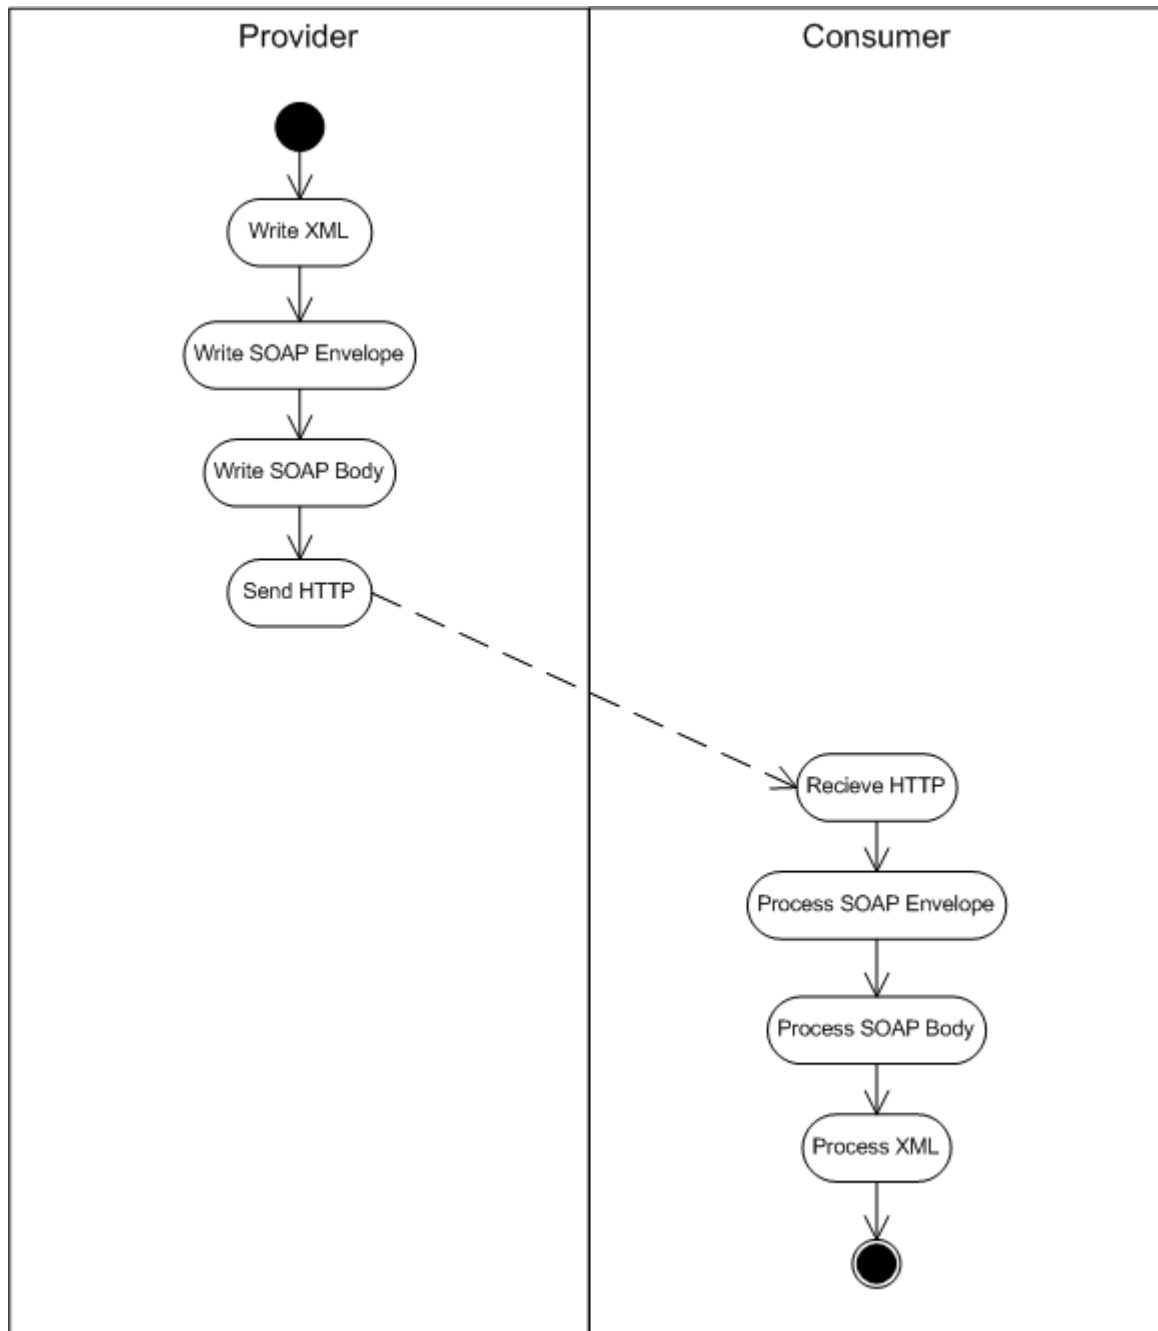 Provider
Consumer
Write XML
Write SOAP Envelope
Write SOAP Body
Send HTTP
Recieve HTTP
Process SOAP Envelope
Process SOAP Body
Process XML